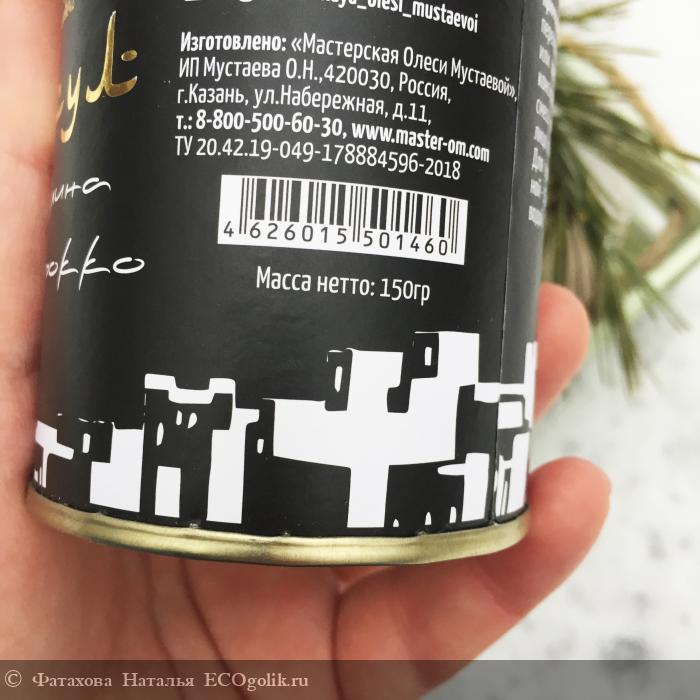 Изготовлено: «Мастерская Олеси Мустаевой»,
ИП Мустаева О.Н.,420030, Россия,
г.Казань, ул.Набережная, д.11,
т.: 8-800-500-60-30, www.master-om.com
ТУ 20.42.19-049-178884596-2018
4 626015 501460
Масса нетто: 150гр
© Фатахова Наталья ECOgolik.ru